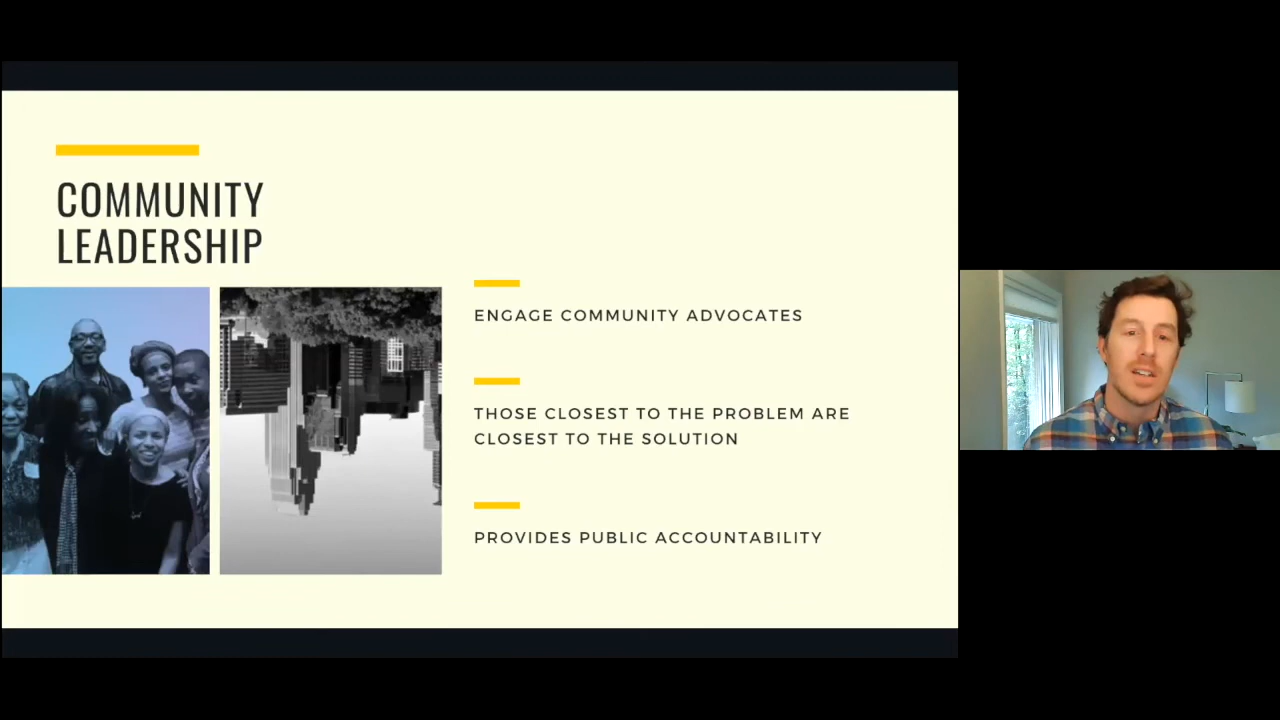 COMMUNITY
LEADERSHIP
ENGAGE COMMUNITY ADVOCATES
THOSE CLOSEST TO THE PROBLEM ARE
CLOSEST TO THE SOLUTION
PROVIDES PUBLIC ACCOUNTABILITY